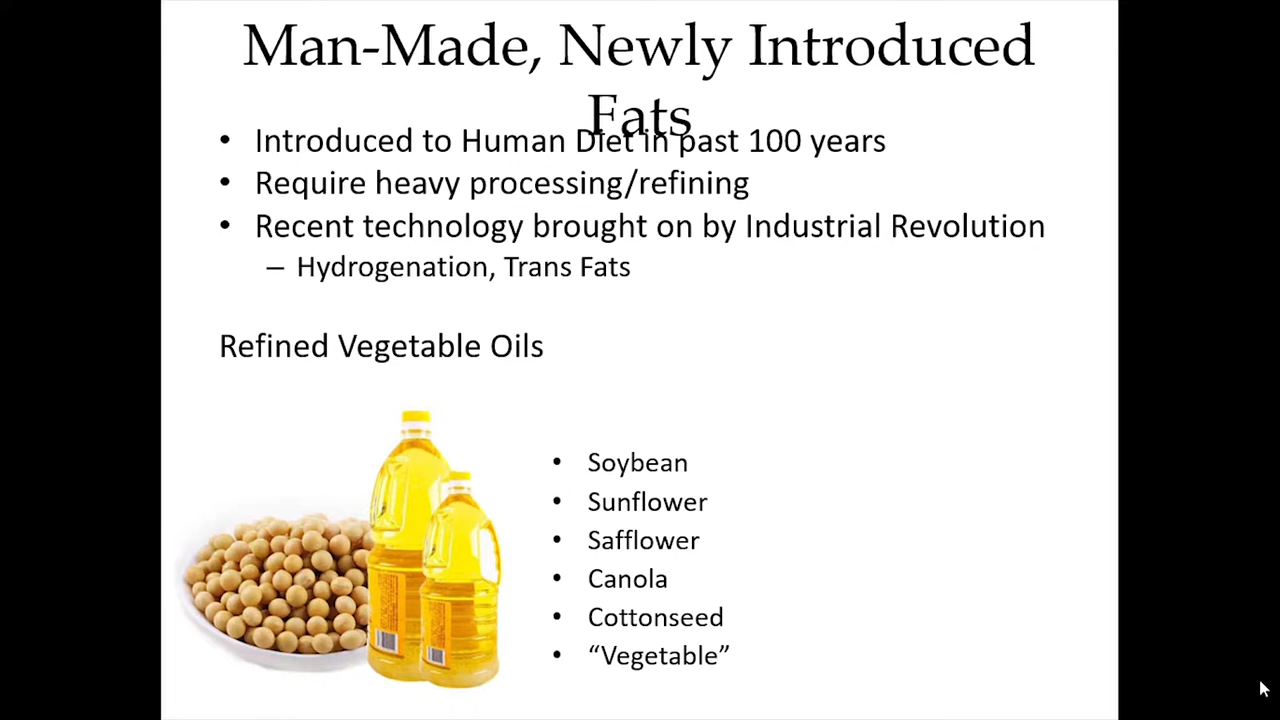 Man-Made, Newly Introduced
Fats
• Introduced to Human Diet in past 100 years
• Require heavy processing/refining
• Recent technology brought on by Industrial Revolution
– Hydrogenation, Trans Fats
Refined Vegetable Oils
• Soybean
• Sunflower
• Safflower
• Canola
• Cottonseed
• “Vegetable”